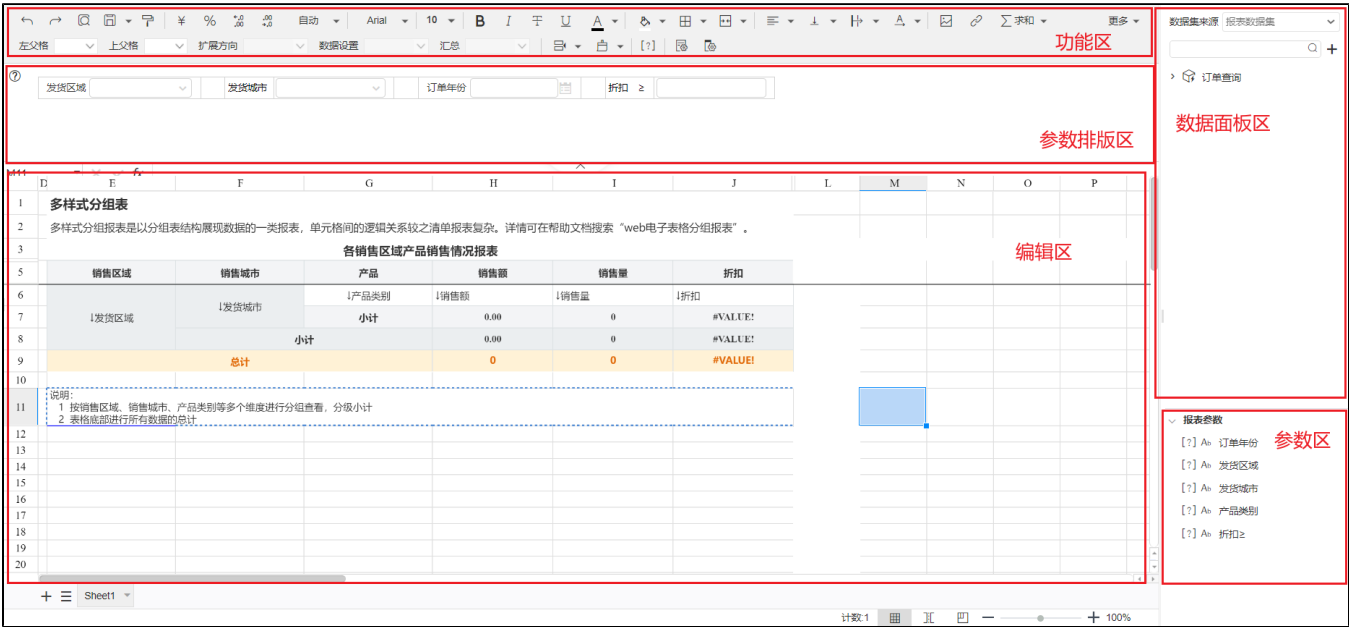 自动 Arial 10 B I U A A 求和 更多
左父格 上父格 扩展方向 数据设置 汇总 [?]
功能区
数据集来源 报表数据集
订单查询
数据面板区
发货区域 发货城市 订单年份 折扣 ≥
参数排版区
D E F G H I J L M N O P
1 多样式分组表
2 多样式分组报表是以分组表结构展现数据的一类报表，单元格间的逻辑关系较之清单报表复杂。详情可在帮助文档搜索“web电子表格分组报表”。
3 各销售区域产品销售情况报表
编辑区
5 销售区域 销售城市 产品 销售额 销售量 折扣
6 ↓产品类别 ↓销售额 ↓销售量 ↓折扣
↓发货城市
7 ↓发货区域 小计 0.00 0 #VALUE!
8 小计 0.00 0 #VALUE!
9 总计 0 0 #VALUE!
10
说明：
11 1 按销售区域、销售城市、产品类别等多个维度进行分组查看，分级小计
2 表格底部进行所有数据的总计
12
13
14
15
16
17
18
19
20
报表参数
参数区
[?] Ab 订单年份
[?] Ab 发货区域
[?] Ab 发货城市
[?] Ab 产品类别
[?] Ab 折扣≥
Sheet1
计数:1 100%